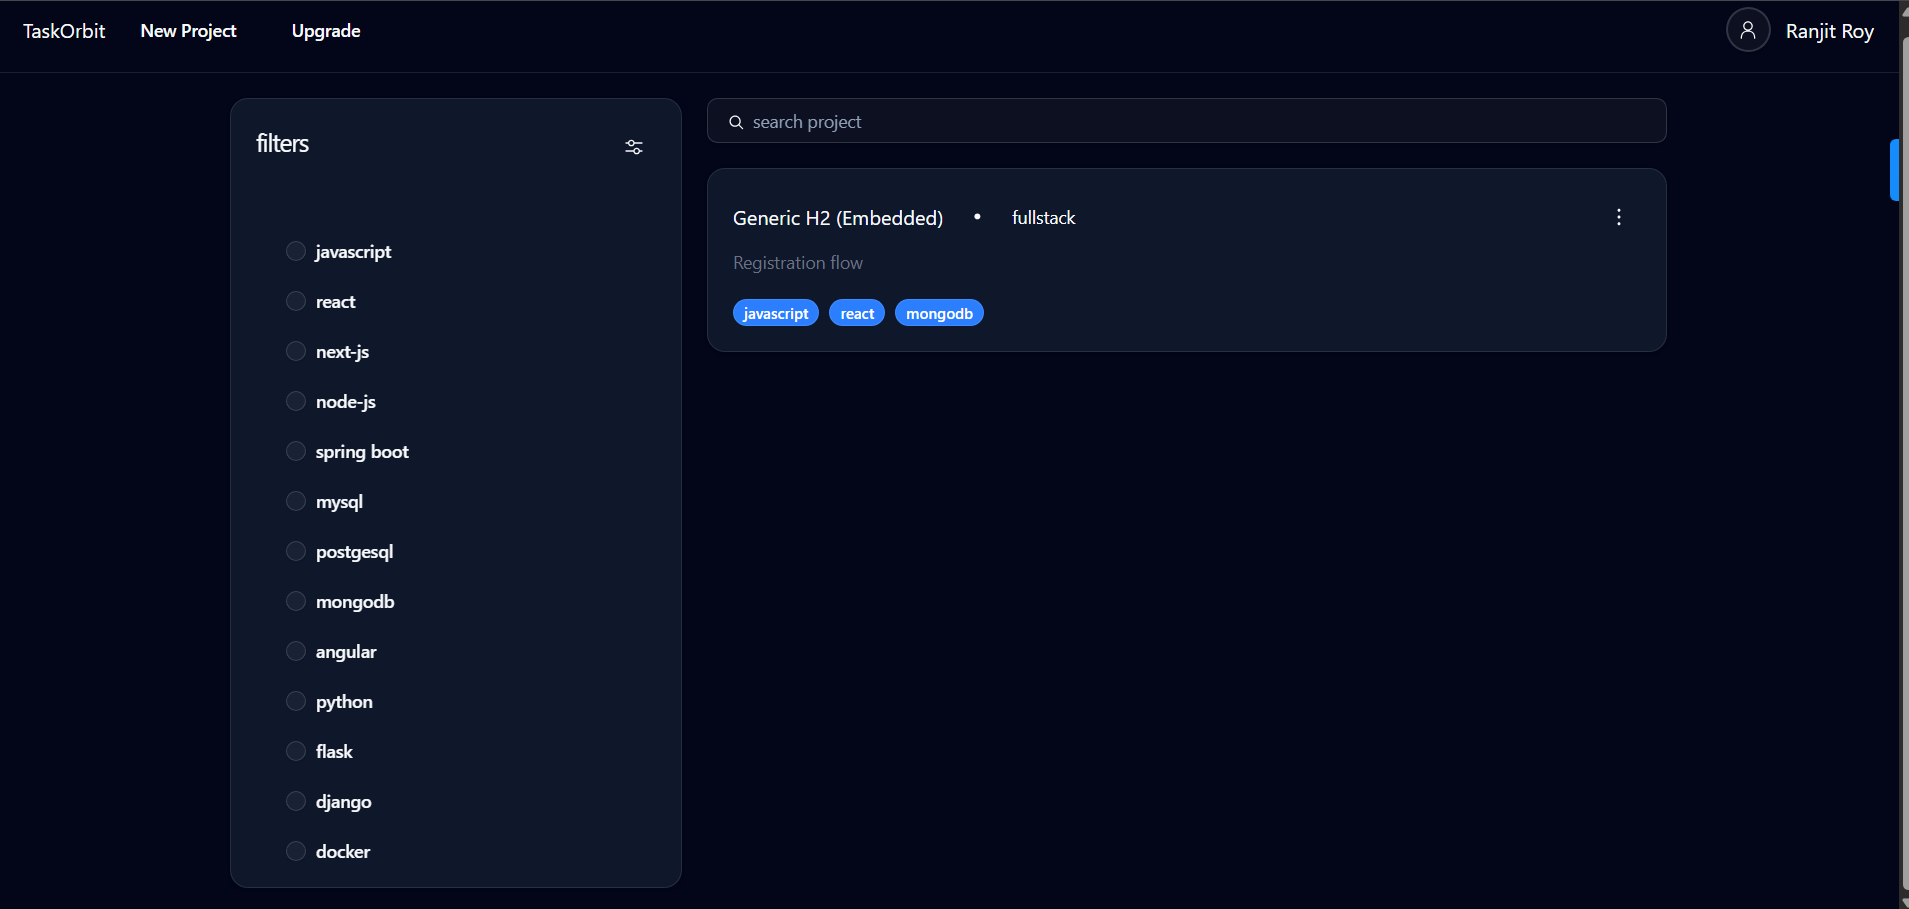 TaskOrbit New Project Upgrade Ranjit Roy
filters
javascript
react
next-js
node-js
spring boot
mysql
postgesql
mongodb
angular
python
flask
django
docker
search project
Generic H2 (Embedded) • fullstack
Registration flow
javascript react mongodb